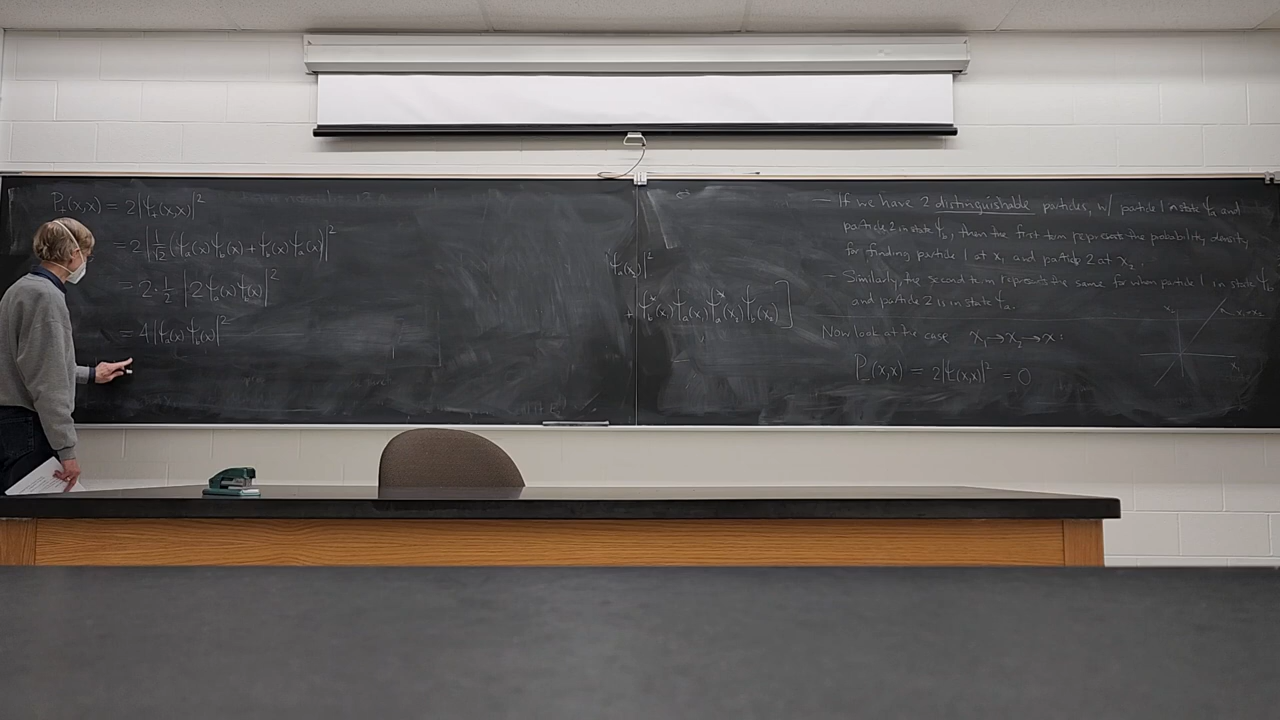 P₊(x,x) = 2|ψ₊(x,x)|²
= 2|1/√2 (ψₐ(x)ψ_b(x) + ψ_b(x)ψₐ(x))|²
= 2·1/2 |2ψₐ(x)ψ_b(x)|²
= 4|ψₐ(x)ψ_b(x)|²
ψₐ(x)|²
+ ψ_b*(x₁)ψₐ(x₁)ψₐ*(x₂)ψ_b(x₂)]
– If we have 2 distinguishable particles, w/ particle 1 in state ψₐ and
particle 2 in state ψ_b, then the first term represents the probability density
for finding particle 1 at x₁ and particle 2 at x₂.
– Similarly, the second term represents the same for when particle 1 is in state ψ_b
and particle 2 is in state ψₐ.
Now look at the case x₁→x₂→x:
P₋(x,x) = 2|ψ₋(x,x)|² = 0
x₂
x₁=x₂
x₁